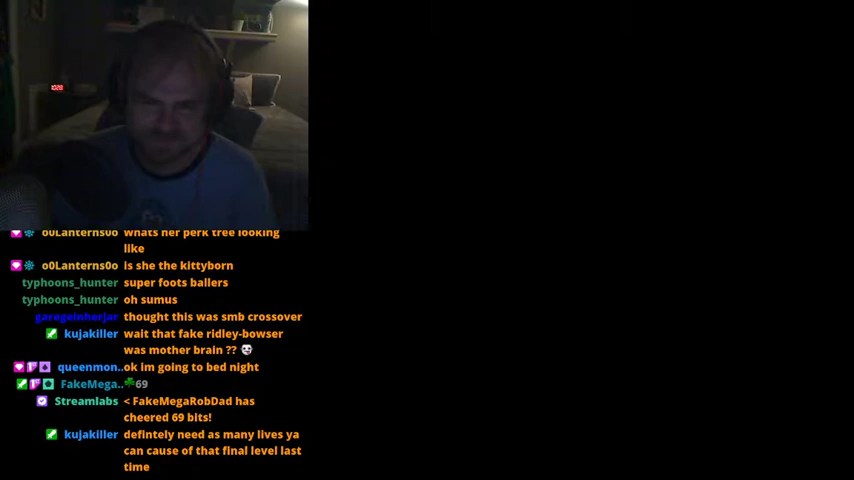 o0Lanterns0o whats her perk tree looking
like
o0Lanterns0o is she the kittyborn
typhoons_hunter super foots ballers
typhoons_hunter oh sumus
garegeinherjar thought this was smb crossover
kujakiller wait that fake ridley-bowser
was mother brain ??
queenmon.. ok im going to bed night
FakeMega.. 69
Streamlabs < FakeMegaRobDad has
cheered 69 bits!
kujakiller defintely need as many lives ya
can cause of that final level last
time